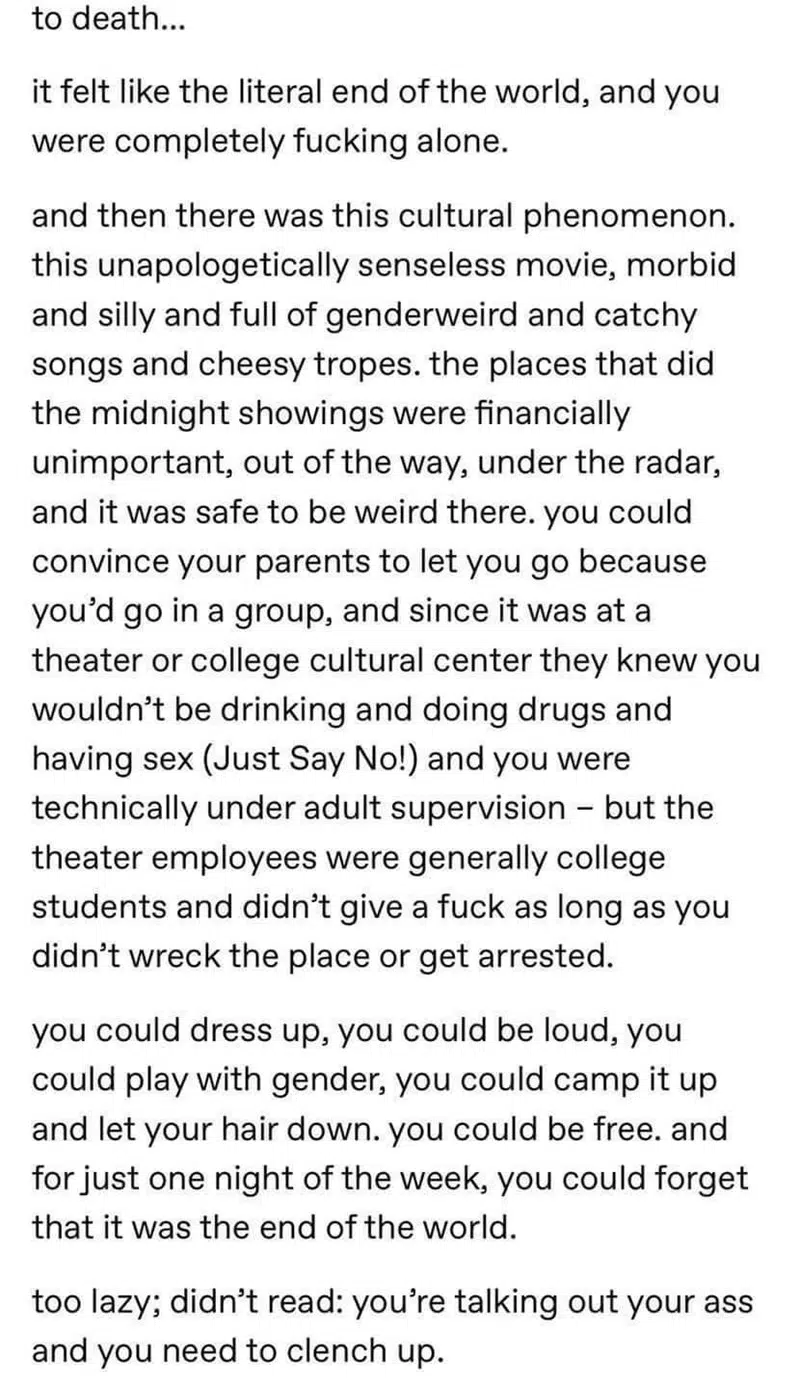 to death...
it felt like the literal end of the world, and you
were completely fucking alone.
and then there was this cultural phenomenon.
this unapologetically senseless movie, morbid
and silly and full of genderweird and catchy
songs and cheesy tropes. the places that did
the midnight showings were financially
unimportant, out of the way, under the radar,
and it was safe to be weird there. you could
convince your parents to let you go because
you’d go in a group, and since it was at a
theater or college cultural center they knew you
wouldn’t be drinking and doing drugs and
having sex (Just Say No!) and you were
technically under adult supervision – but the
theater employees were generally college
students and didn’t give a fuck as long as you
didn’t wreck the place or get arrested.
you could dress up, you could be loud, you
could play with gender, you could camp it up
and let your hair down. you could be free. and
for just one night of the week, you could forget
that it was the end of the world.
too lazy; didn’t read: you’re talking out your ass
and you need to clench up.